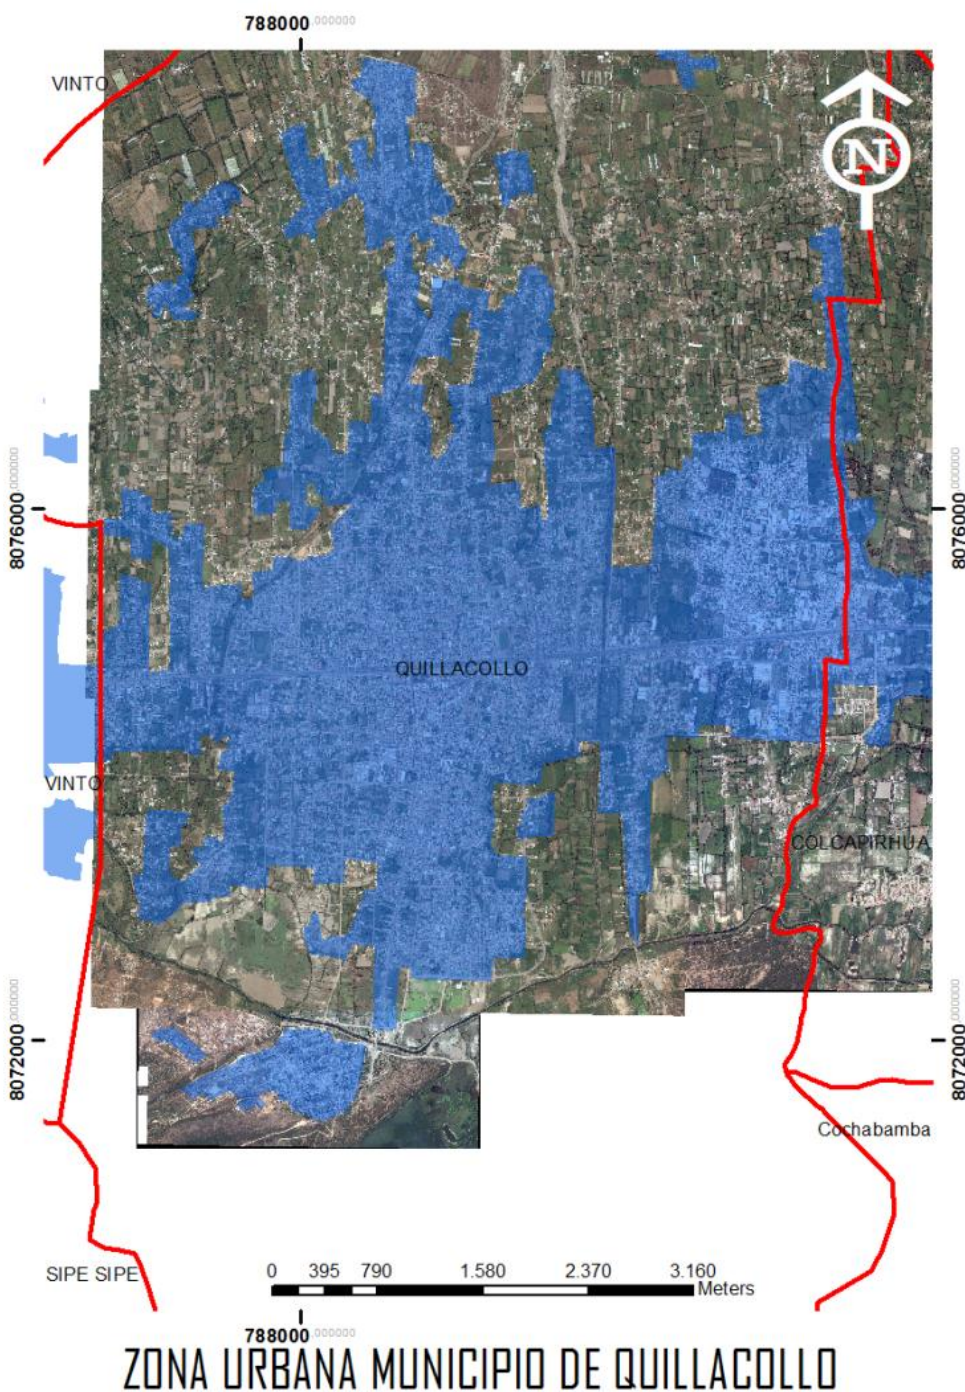 788000.000000
VINTO
N
8076000.000000
8076000.000000
QUILLACOLLO
VINTO
COLCAPIRHUA
8072000.000000
8072000.000000
Cochabamba
SIPE SIPE
0 395 790 1.580 2.370 3.160
Meters
788000.000000
ZONA URBANA MUNICIPIO DE QUILLACOLLO